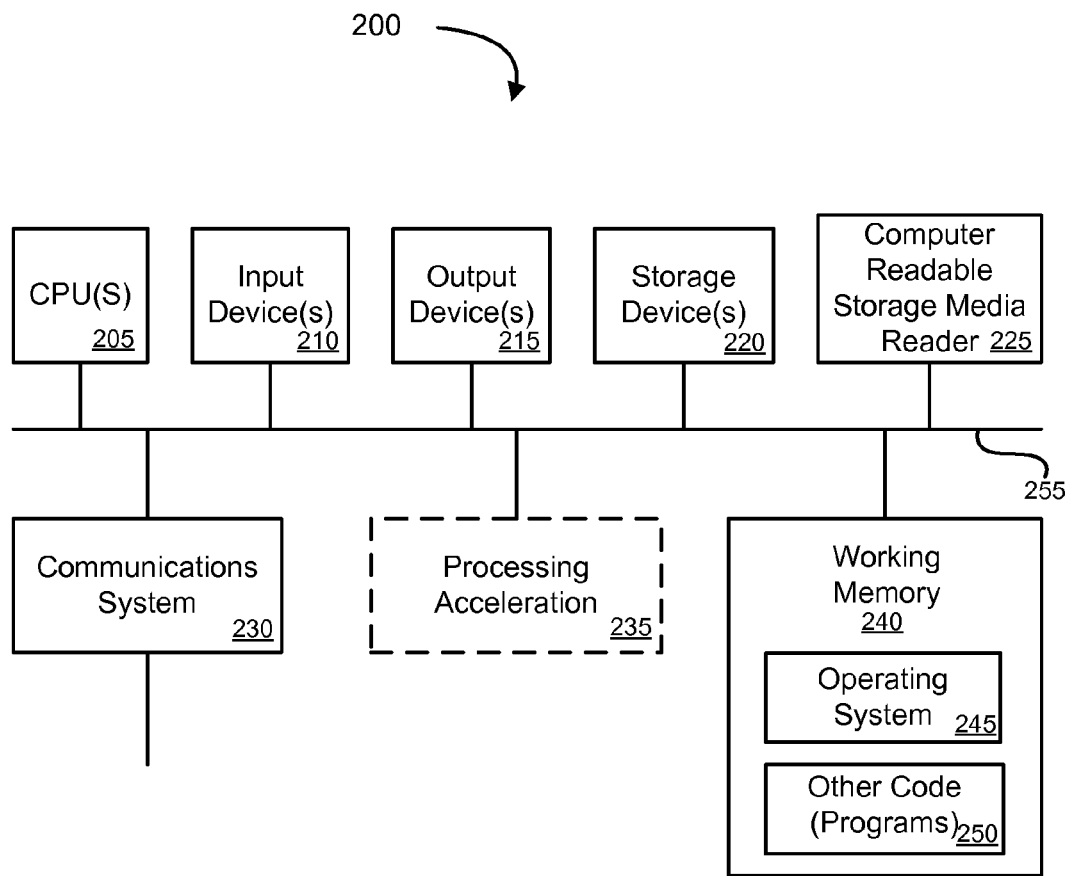 200
CPU(S)
205
Input
Device(s)
210
Output
Device(s)
215
Storage
Device(s)
220
Computer
Readable
Storage Media
Reader 225
255
Communications
System
230
Processing
Acceleration
235
Working
Memory
240
Operating
System
245
Other Code
(Programs)
250